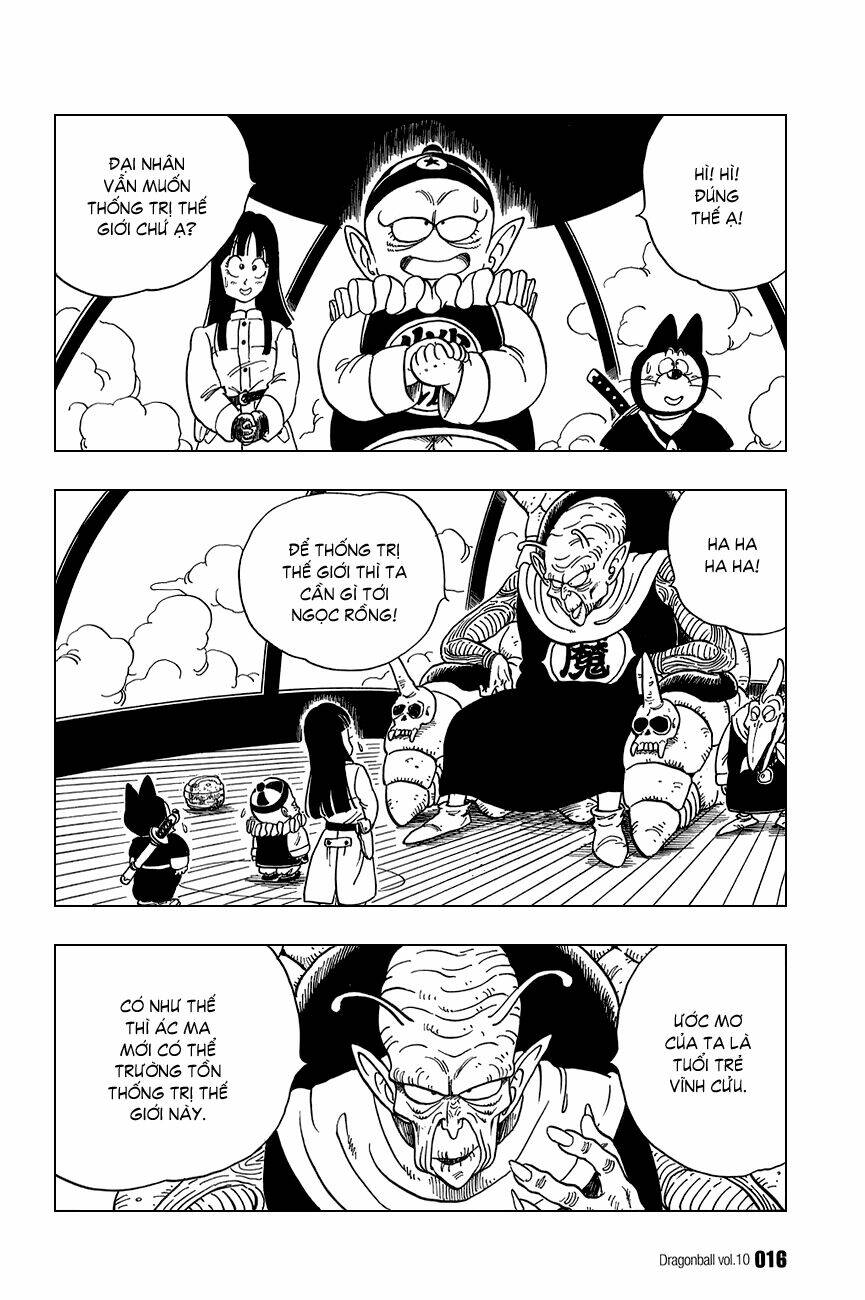 HÌ! HÌ!
ĐÚNG
THẾ Ạ!
ĐẠI NHÂN
VẪN MUỐN
THỐNG TRỊ THẾ
GIỚI CHỨ Ạ?
HA HA
HA HA!
ĐỂ THỐNG TRỊ
THẾ GIỚI THÌ TA
CẦN GÌ TỚI
NGỌC RỒNG!
魔
ƯỚC MƠ
CỦA TA LÀ
TUỔI TRẺ
VĨNH CỬU.
CÓ NHƯ THẾ
THÌ ÁC MA
MỚI CÓ THỂ
TRƯỜNG TỒN
THỐNG TRỊ THẾ
GIỚI NÀY.
Dragonball vol.10 016